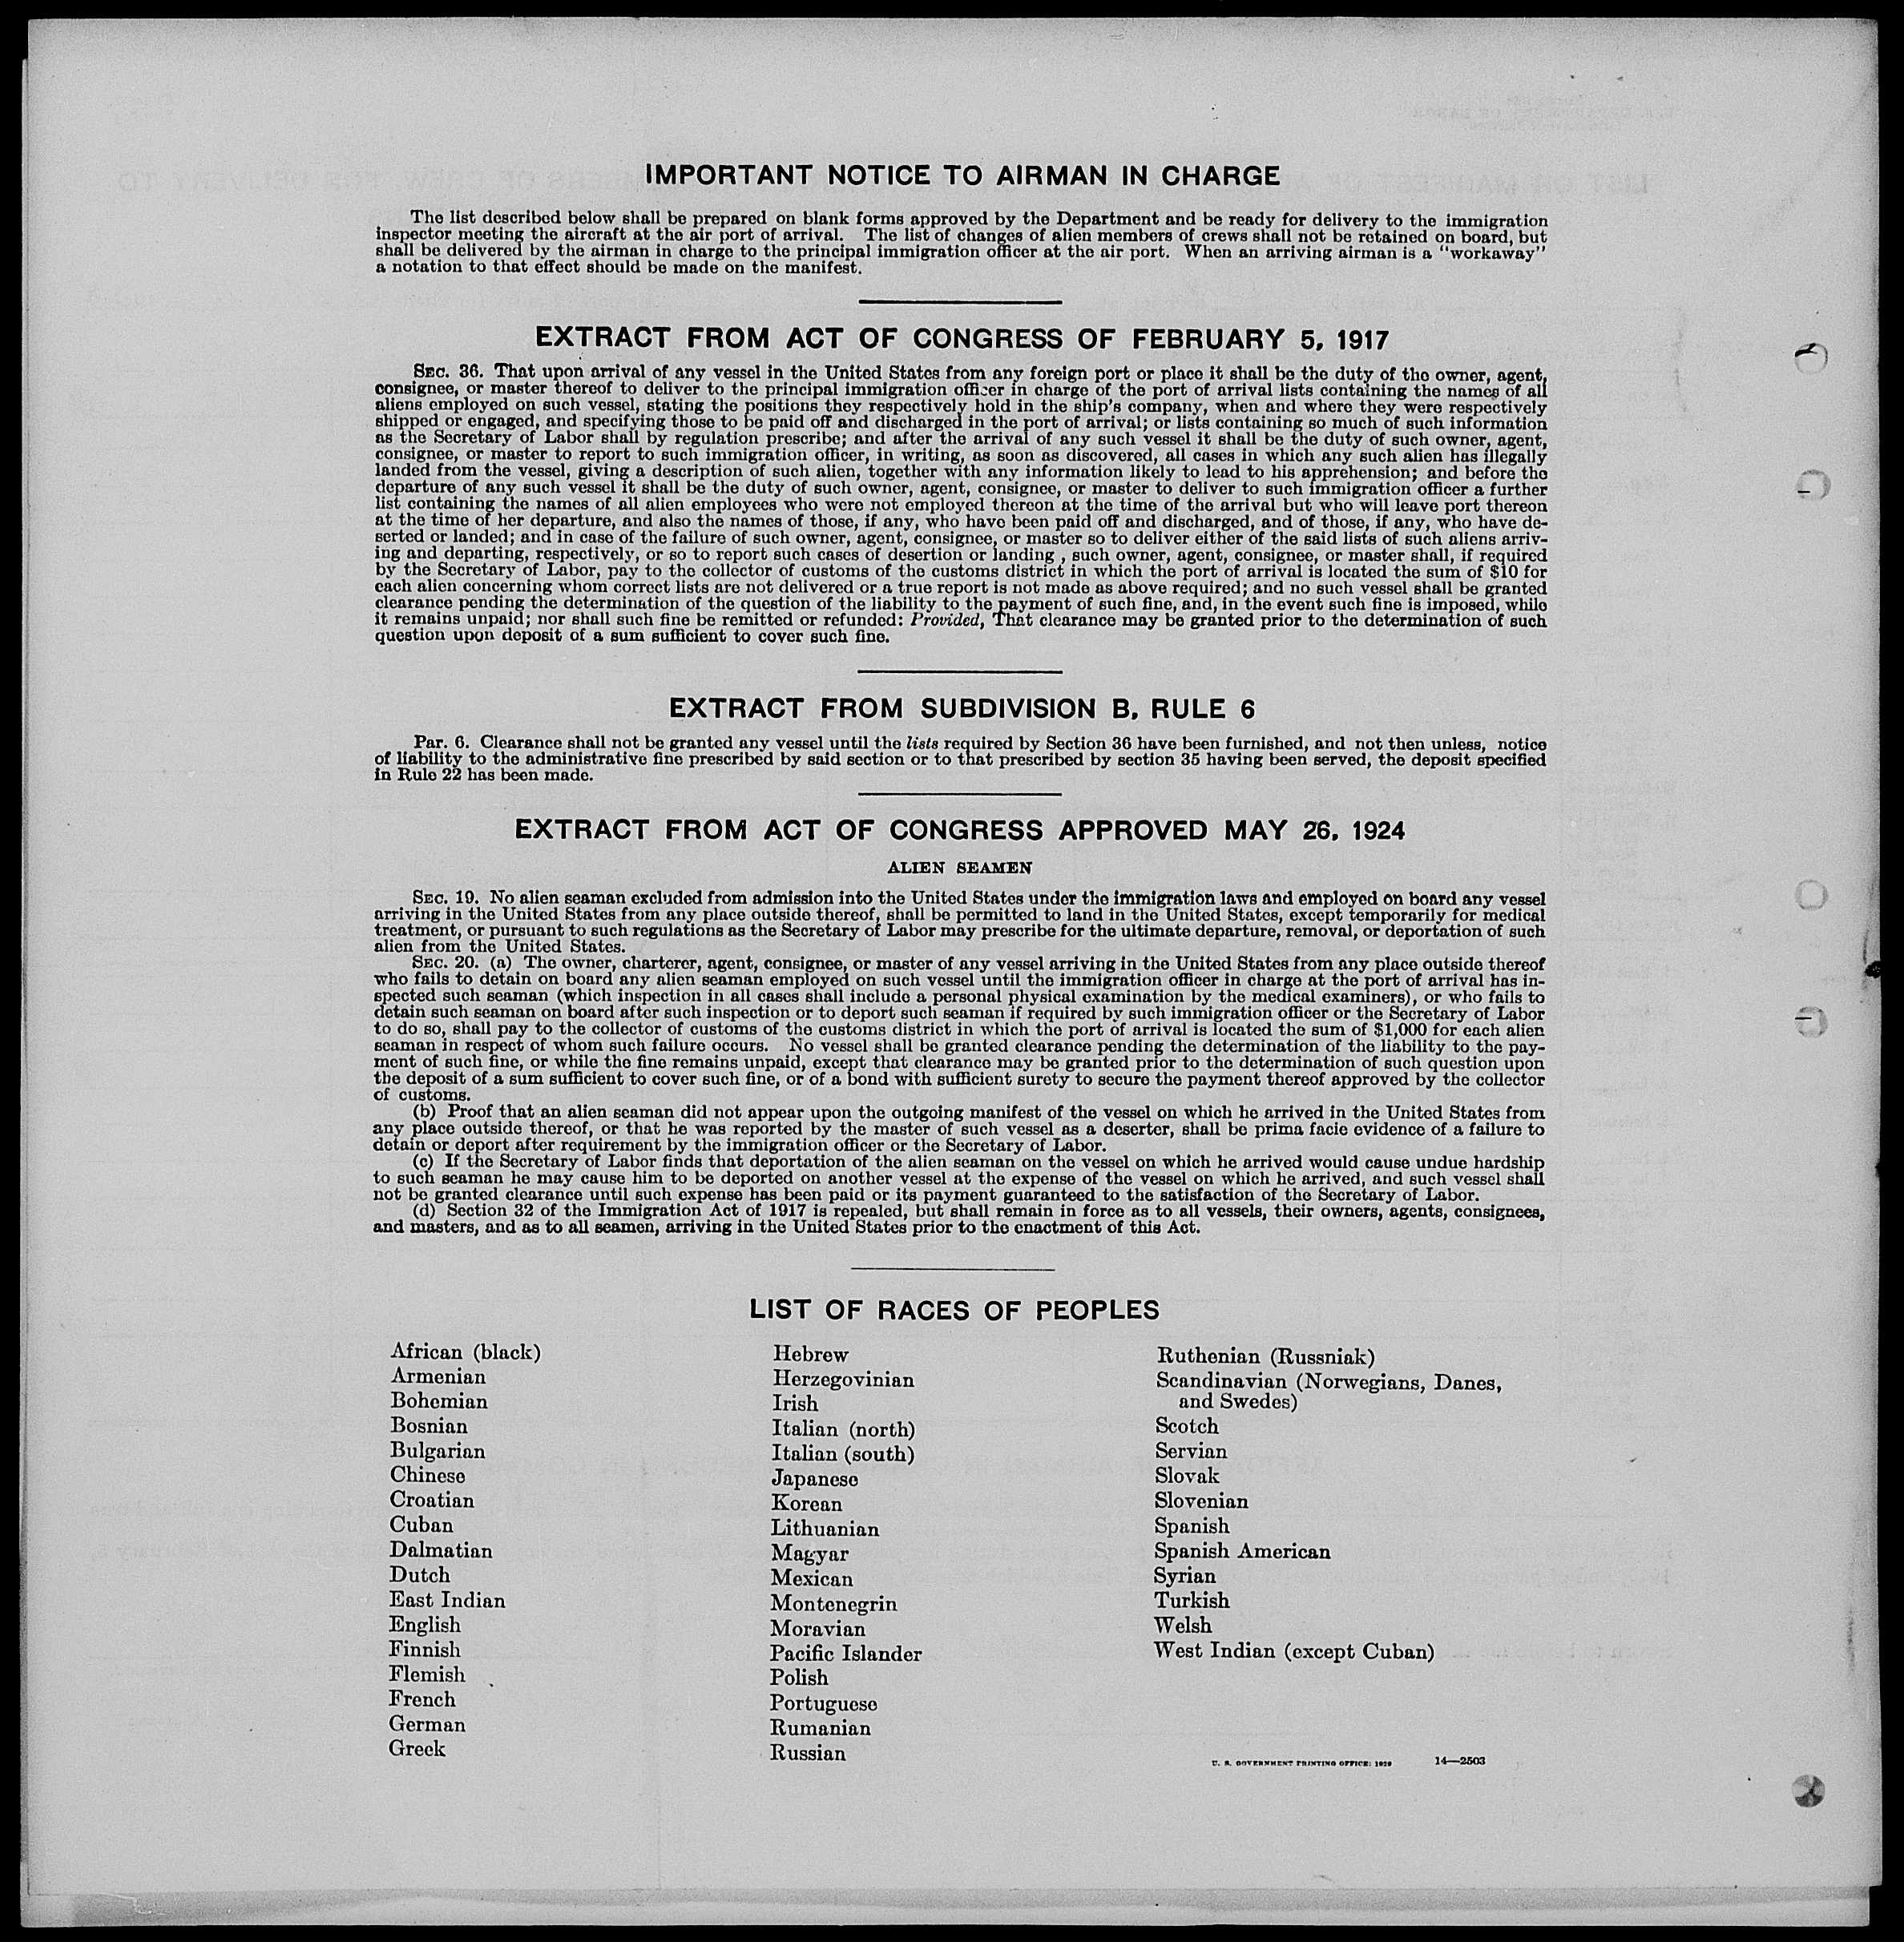 IMPORTANT NOTICE TO AIRMAN IN CHARGE
The list described below shall be prepared on blank forms approved by the Department and be ready for delivery to the immigration
inspector meeting the aircraft at the air port of arrival. The list of changes of alien members of crews shall not be retained on board, but
shall be delivered by the airman in charge to the principal immigration officer at the air port. When an arriving airman is a "workaway"
a notation to that effect should be made on the manifest.
EXTRACT FROM ACT OF CONGRESS OF FEBRUARY 5, 1917
SEC. 36. That upon arrival of any vessel in the United States from any foreign port or place it shall be the duty of the owner, agent,
consignee, or master thereof to deliver to the principal immigration officer in charge of the port of arrival lists containing the names of all
aliens employed on such vessel, stating the positions they respectively hold in the ship's company, when and where they were respectively
shipped or engaged, and specifying those to be paid off and discharged in the port of arrival; or lists containing so much of such information
as the Secretary of Labor shall by regulation prescribe; and after the arrival of any such vessel it shall be the duty of such owner, agent,
consignee, or master to report to such immigration officer, in writing, as soon as discovered, all cases in which any such alien has illegally
landed from the vessel, giving a description of such alien, together with any information likely to lead to his apprehension; and before the
departure of any such vessel it shall be the duty of such owner, agent, consignee, or master to deliver to such immigration officer a further
list containing the names of all alien employees who were not employed thereon at the time of the arrival but who will leave port thereon
at the time of her departure, and also the names of those, if any, who have been paid off and discharged, and of those, if any, who have de-
serted or landed; and in case of the failure of such owner, agent, consignee, or master so to deliver either of the said lists of such aliens arriv-
ing and departing, respectively, or so to report such cases of desertion or landing , such owner, agent, consignee, or master shall, if required
by the Secretary of Labor, pay to the collector of customs of the customs district in which the port of arrival is located the sum of $10 for
each alien concerning whom correct lists are not delivered or a true report is not made as above required; and no such vessel shall be granted
clearance pending the determination of the question of the liability to the payment of such fine, and, in the event such fine is imposed, while
it remains unpaid; nor shall such fine be remitted or refunded: Provided, That clearance may be granted prior to the determination of such
question upon deposit of a sum sufficient to cover such fine.
EXTRACT FROM SUBDIVISION B, RULE 6
Par. 6. Clearance shall not be granted any vessel until the lists required by Section 36 have been furnished, and not then unless, notice
of liability to the administrative fine prescribed by said section or to that prescribed by section 35 having been served, the deposit specified
in Rule 22 has been made.
EXTRACT FROM ACT OF CONGRESS APPROVED MAY 26, 1924
ALIEN SEAMEN
SEC. 19. No alien seaman excluded from admission into the United States under the immigration laws and employed on board any vessel
arriving in the United States from any place outside thereof, shall be permitted to land in the United States, except temporarily for medical
treatment, or pursuant to such regulations as the Secretary of Labor may prescribe for the ultimate departure, removal, or deportation of such
alien from the United States.
SEC. 20. (a) The owner, charterer, agent, consignee, or master of any vessel arriving in the United States from any place outside thereof
who fails to detain on board any alien seaman employed on such vessel until the immigration officer in charge at the port of arrival has in-
spected such seaman (which inspection in all cases shall include a personal physical examination by the medical examiners), or who fails to
detain such seaman on board after such inspection or to deport such seaman if required by such immigration officer or the Secretary of Labor
to do so, shall pay to the collector of customs of the customs district in which the port of arrival is located the sum of $1,000 for each alien
seaman in respect of whom such failure occurs. No vessel shall be granted clearance pending the determination of the liability to the pay-
ment of such fine, or while the fine remains unpaid, except that clearance may be granted prior to the determination of such question upon
the deposit of a sum sufficient to cover such fine, or of a bond with sufficient surety to secure the payment thereof approved by the collector
of customs.
(b) Proof that an alien seaman did not appear upon the outgoing manifest of the vessel on which he arrived in the United States from
any place outside thereof, or that he was reported by the master of such vessel as a deserter, shall be prima facie evidence of a failure to
detain or deport after requirement by the immigration officer or the Secretary of Labor.
(c) If the Secretary of Labor finds that deportation of the alien seaman on the vessel on which he arrived would cause undue hardship
to such seaman he may cause him to be deported on another vessel at the expense of the vessel on which he arrived, and such vessel shall
not be granted clearance until such expense has been paid or its payment guaranteed to the satisfaction of the Secretary of Labor.
(d) Section 32 of the Immigration Act of 1917 is repealed, but shall remain in force as to all vessels, their owners, agents, consignees,
and masters, and as to all seamen, arriving in the United States prior to the enactment of this Act.
LIST OF RACES OF PEOPLES
African (black)
Armenian
Bohemian
Bosnian
Bulgarian
Chinese
Croatian
Cuban
Dalmatian
Dutch
East Indian
English
Finnish
Flemish
French
German
Greek
Hebrew
Herzegovinian
Irish
Italian (north)
Italian (south)
Japanese
Korean
Lithuanian
Magyar
Mexican
Montenegrin
Moravian
Pacific Islander
Polish
Portuguese
Rumanian
Russian
Ruthenian (Russniak)
Scandinavian (Norwegians, Danes,
and Swedes)
Scotch
Servian
Slovak
Slovenian
Spanish
Spanish American
Syrian
Turkish
Welsh
West Indian (except Cuban)
U. S. GOVERNMENT PRINTING OFFICE: 1929 14—2503